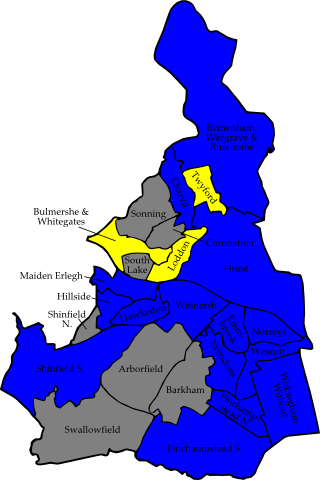 Remenham,
Wargrave &
Ruscombe
Twyford
Charvil
Bulmershe &
Whitegates
Sonning
Coronation
Loddon
South
Lake
Hurst
Maiden Erlegh
Hillside
Winnersh
Shinfield
N.
Hawkedon
Emmbrook
Norreys
Wescott
Evendons
Shinfield S.
Arborfield
Barkham
Wokingham
Without
Swallowfield
Finchampstead S.